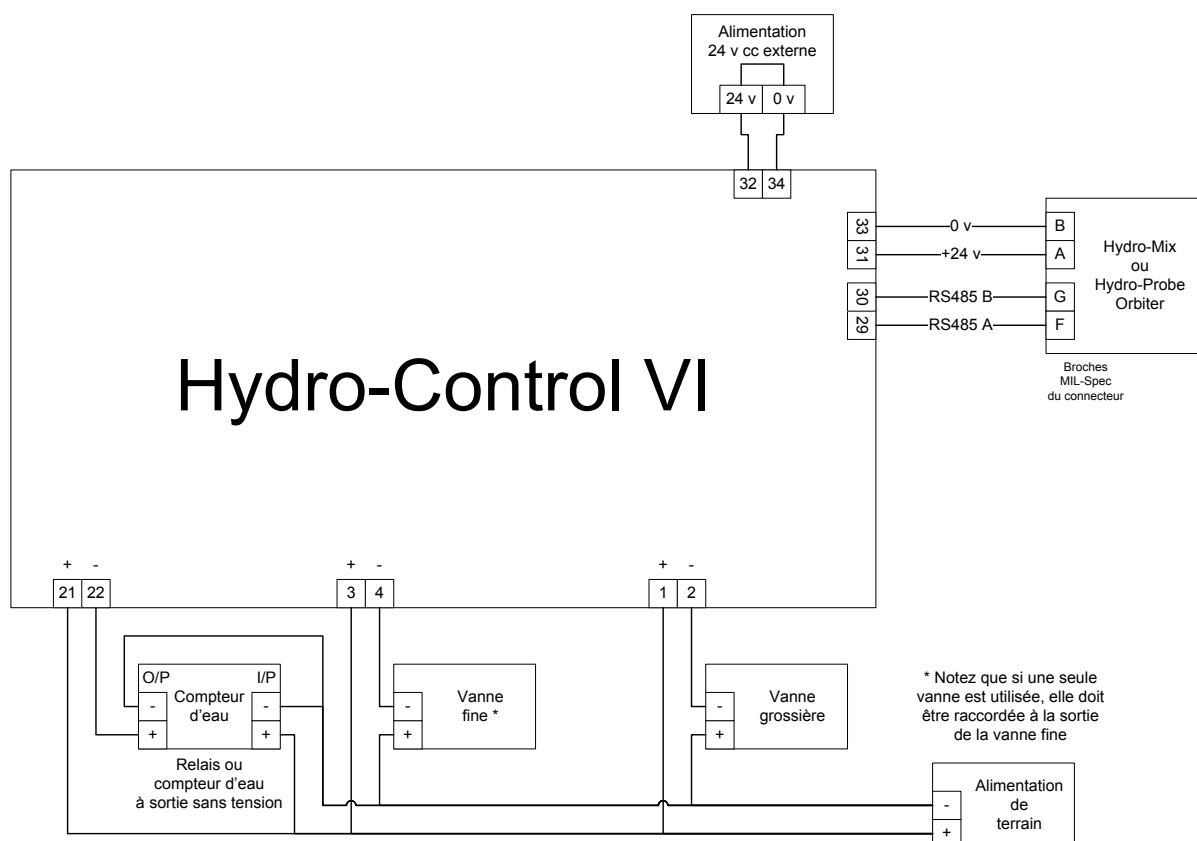 Alimentation
24 v cc externe
24 v 0 v
32 34
33 0 v B
31 +24 v A
30 RS485 B G
29 RS485 A F
Hydro-Mix
ou
Hydro-Probe
Orbiter
Broches
MIL-Spec
du connecteur
Hydro-Control VI
+ - + - + -
21 22 3 4 1 2
O/P I/P
Compteur
d'eau
- -
+ +
Relais ou
compteur d'eau
à sortie sans tension
Vanne
fine *
-
+
Vanne
grossière
-
+
* Notez que si une seule
vanne est utilisée, elle doit
être raccordée à la sortie
de la vanne fine
Alimentation
de
terrain
-
+